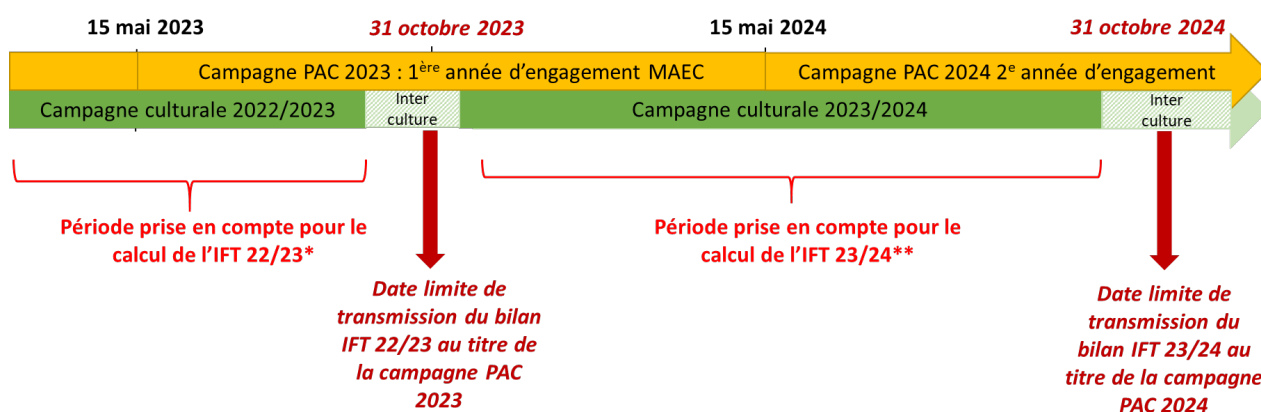 15 mai 2023
31 octobre 2023
15 mai 2024
31 octobre 2024
Campagne PAC 2023 : 1ère année d’engagement MAEC
Campagne PAC 2024 2e année d’engagement
Campagne culturale 2022/2023
Inter
culture
Campagne culturale 2023/2024
Inter
culture
Période prise en compte pour le
calcul de l’IFT 22/23*
Période prise en compte pour le
calcul de l’IFT 23/24**
Date limite de
transmission du bilan
IFT 22/23 au titre de
la campagne PAC
2023
Date limite de
transmission du
bilan IFT 23/24 au
titre de la campagne
PAC 2024